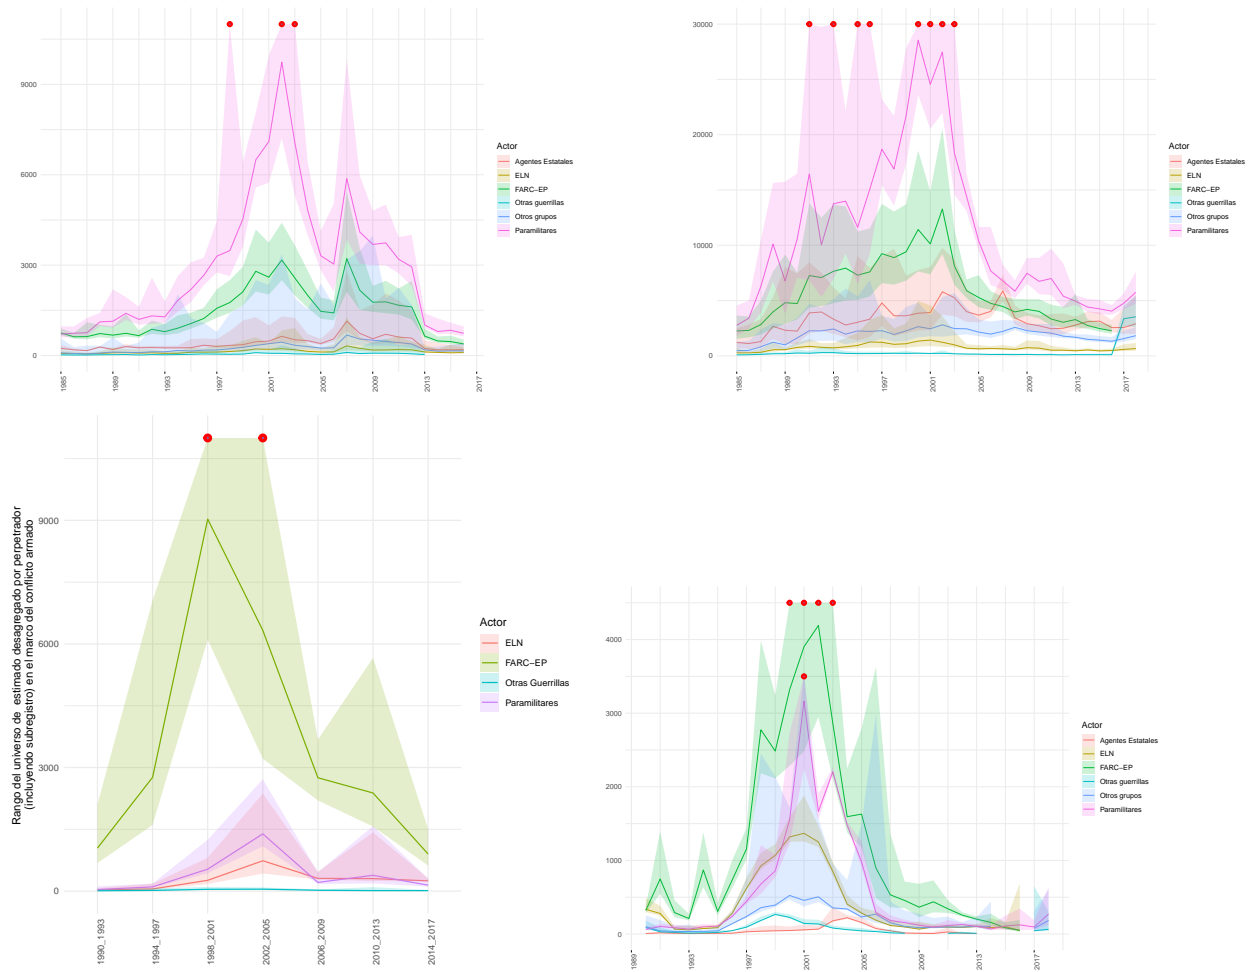 9000
6000
3000
0
1985
1989
1993
1997
2001
2005
2009
2013
2017
Actor
Agentes Estatales
ELN
FARC−EP
Otras guerrillas
Otros grupos
Paramilitares
30000
20000
10000
0
1985
1989
1993
1997
2001
2005
2009
2013
2017
Actor
Agentes Estatales
ELN
FARC−EP
Otras guerrillas
Otros grupos
Paramilitares
Rango del universo de estimado desagregado por perpetrador
(incluyendo subregistro) en el marco del conflicto armado
9000
6000
3000
0
1990_1993
1994_1997
1998_2001
2002_2005
2006_2009
2010_2013
2014_2017
Actor
ELN
FARC−EP
Otras Guerrillas
Paramilitares
4000
3000
2000
1000
0
1989
1993
1997
2001
2005
2009
2013
2017
Actor
Agentes Estatales
ELN
FARC−EP
Otras guerrillas
Otros grupos
Paramilitares